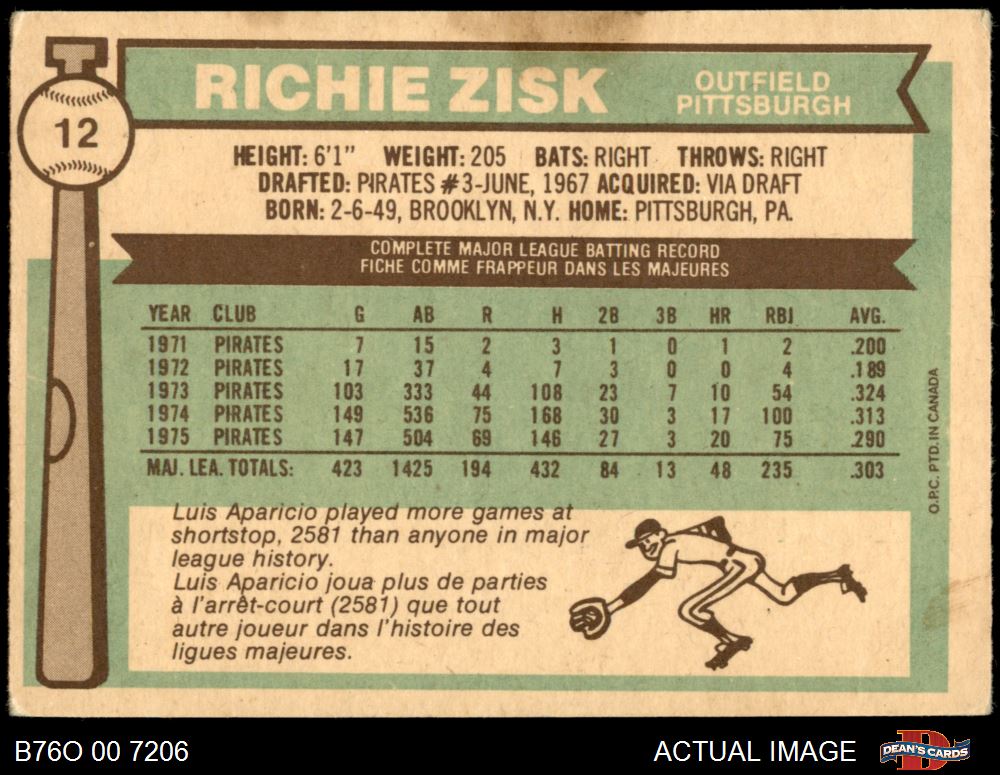 12
RICHIE ZISK
OUTFIELD
PITTSBURGH
HEIGHT: 6'1" WEIGHT: 205 BATS: RIGHT THROWS: RIGHT
DRAFTED: PIRATES #3-JUNE, 1967 ACQUIRED: VIA DRAFT
BORN: 2-6-49, BROOKLYN, N.Y. HOME: PITTSBURGH, PA.
COMPLETE MAJOR LEAGUE BATTING RECORD
FICHE COMME FRAPPEUR DANS LES MAJEURES
YEAR CLUB G AB R H 2B 3B HR RBI AVG.
1971 PIRATES 7 15 2 3 1 0 1 2 .200
1972 PIRATES 17 37 4 7 3 0 0 4 .189
1973 PIRATES 103 333 44 108 23 7 10 54 .324
1974 PIRATES 149 536 75 168 30 3 17 100 .313
1975 PIRATES 147 504 69 146 27 3 20 75 .290
MAJ. LEA. TOTALS: 423 1425 194 432 84 13 48 235 .303
O.P.C. PTD. IN CANADA
Luis Aparicio played more games at
shortstop, 2581 than anyone in major
league history.
Luis Aparicio joua plus de parties
à l'arrêt-court (2581) que tout
autre joueur dans l'histoire des
ligues majeures.
B76O 00 7206
ACTUAL IMAGE
DEAN'S CARDS